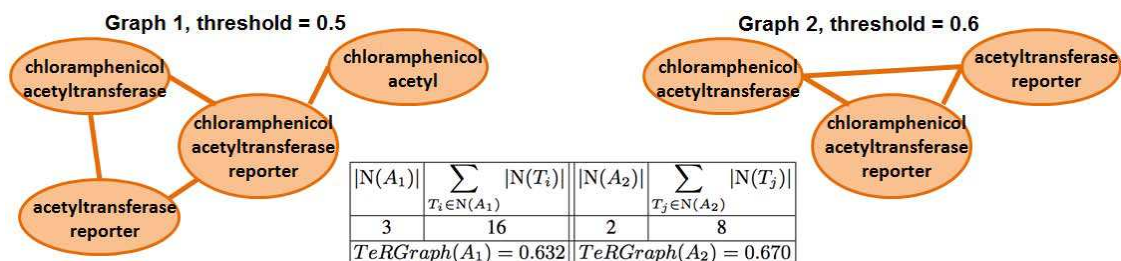 Graph 1, threshold = 0.5
chloramphenicol
acetyltransferase
chloramphenicol
acetyl
chloramphenicol
acetyltransferase
reporter
acetyltransferase
reporter
Graph 2, threshold = 0.6
chloramphenicol
acetyltransferase
acetyltransferase
reporter
chloramphenicol
acetyltransferase
reporter
|N(A₁)| ∑ |N(Tᵢ)| |N(A₂)| ∑ |N(Tⱼ)|
Tᵢ∈N(A₁) Tⱼ∈N(A₂)
3 16 2 8
TeRGraph(A₁) = 0.632 TeRGraph(A₂) = 0.670